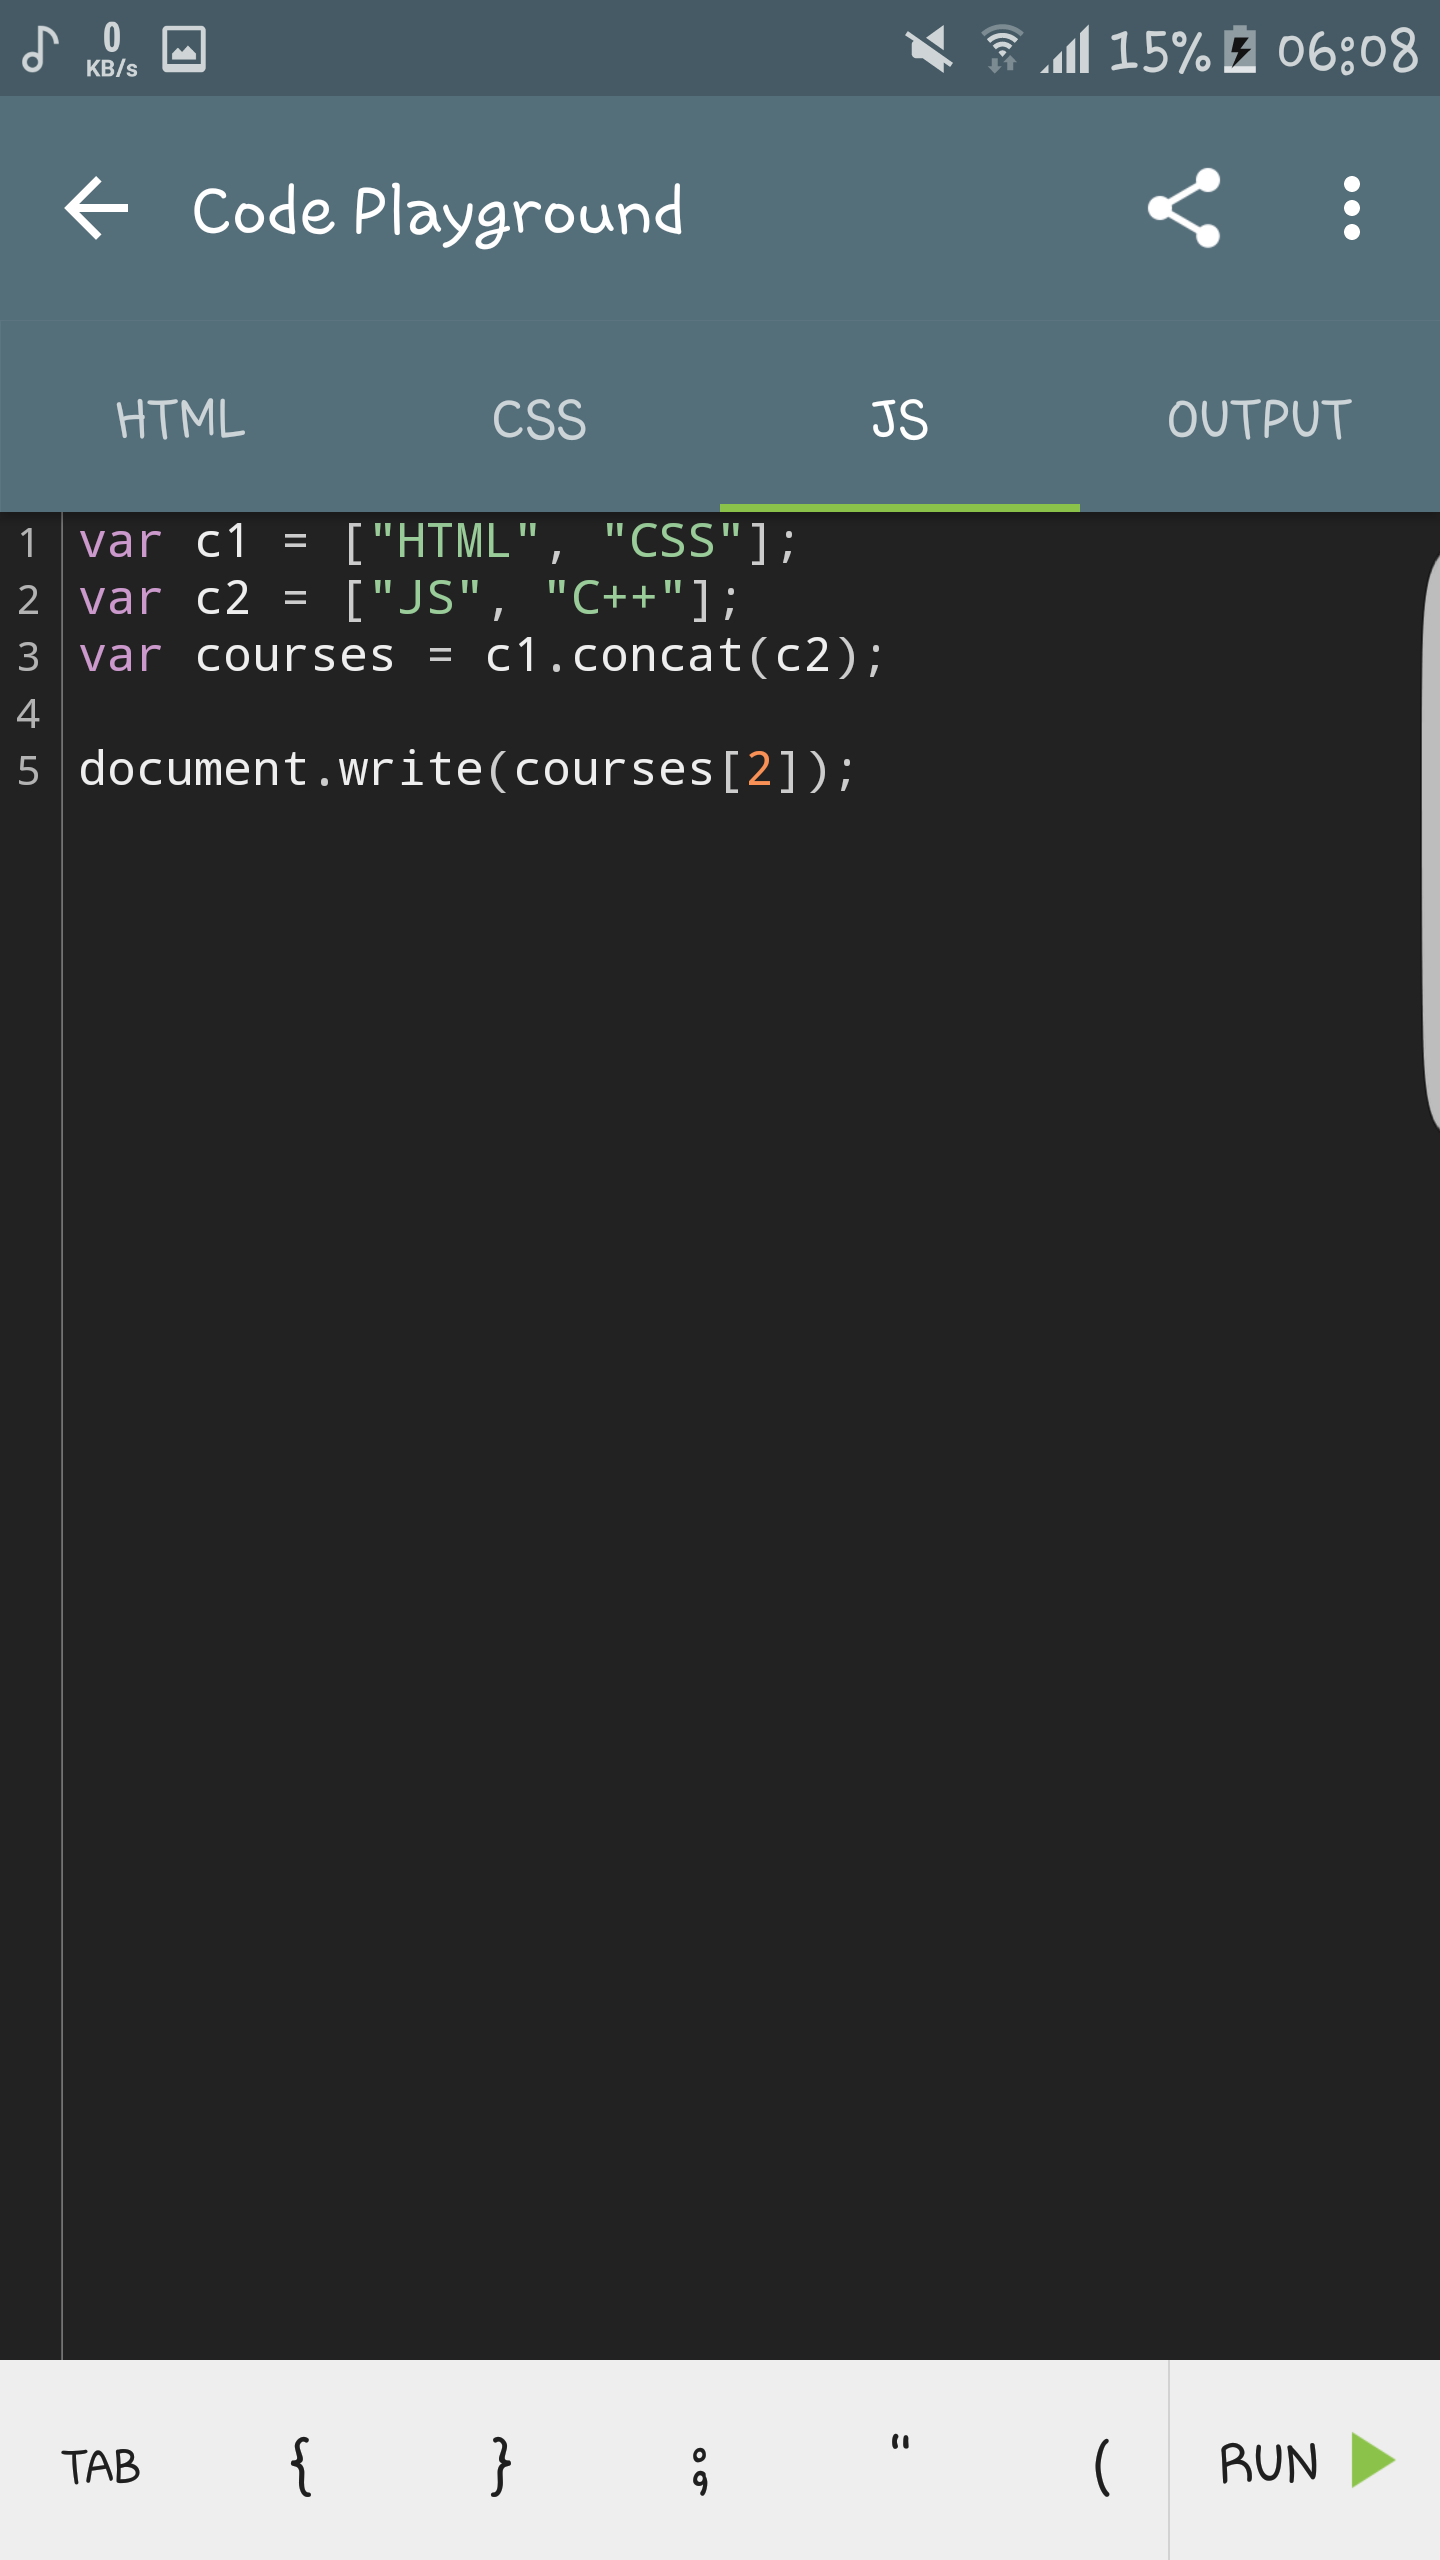 0
KB/s
15% 06:08
Code Playground
HTML CSS JS OUTPUT
1 var c1 = ["HTML", "CSS"];
2 var c2 = ["JS", "C++"];
3 var courses = c1.concat(c2);
4
5 document.write(courses[2]);
TAB { } ; " ( RUN